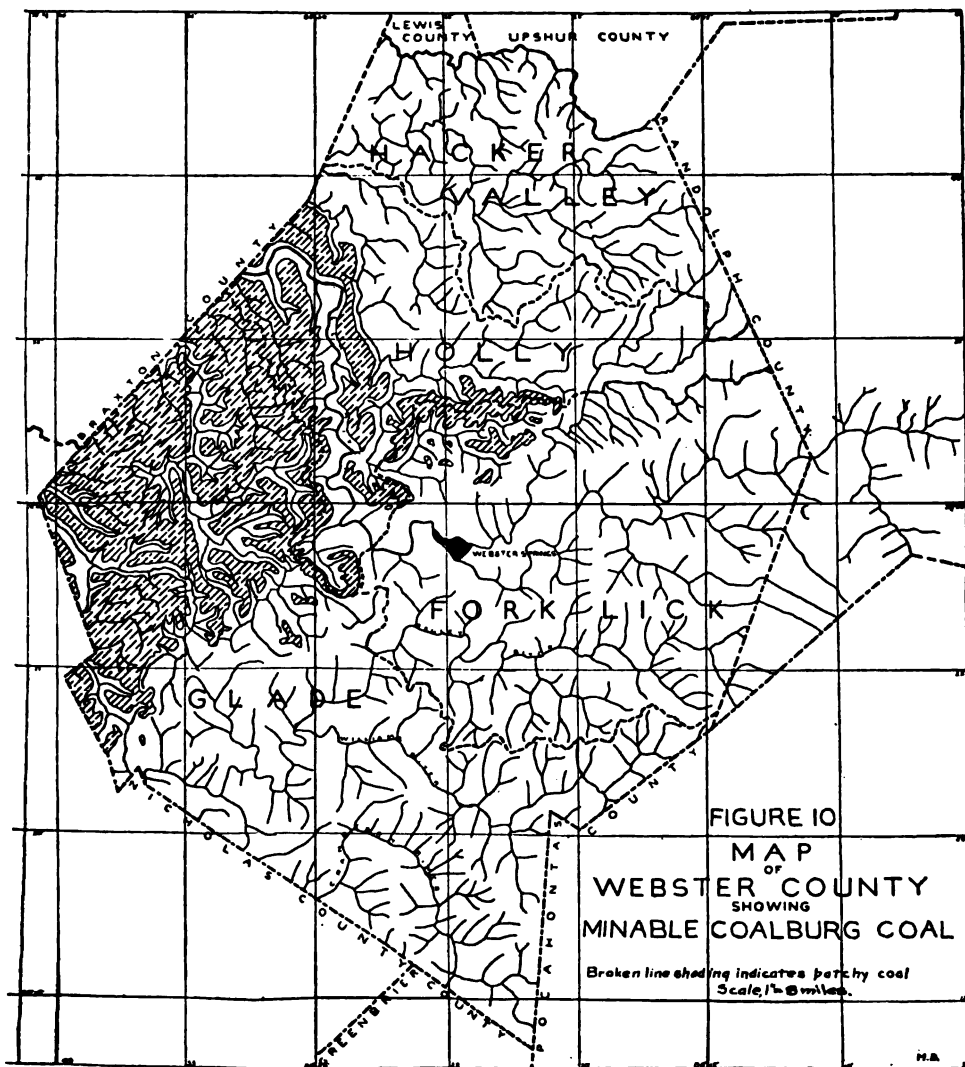 LEWIS
COUNTY
UPSHUR COUNTY
HACKER
VALLEY
RANDOLPH COUNTY
BRAXTON COUNTY
HOLLY
WEBSTER SPRINGS
FORK LICK
GLADE
WILLIAMS
NICHOLAS COUNTY
GREENBRIER COUNTY
POCAHONTAS COUNTY
FIGURE 10
MAP
OF
WEBSTER COUNTY
SHOWING
MINABLE COALBURG COAL
Broken line shading indicates patchy coal
Scale, 1"=8 miles.
H.B.